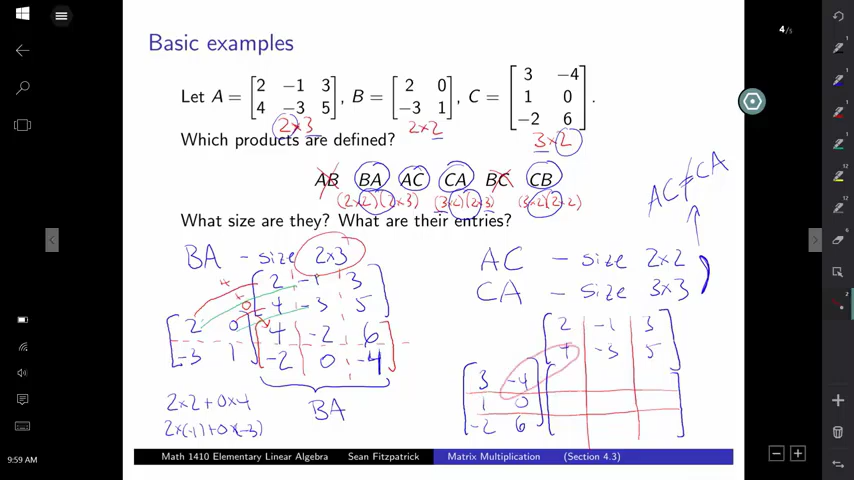 4/5
Basic examples
Let A = [2 −1 3; 4 −3 5], B = [2 0; −3 1], C = [3 −4; 1 0; −2 6].
2×3 2×2 3×2
Which products are defined?
AB BA AC CA BC CB
(2×2)(2×3) (3×2)(2×3) (3×2)(2×2)
AC ≠ CA
What size are they? What are their entries?
BA – size 2×3
AC – size 2×2
CA – size 3×3
2 −1 3
4 −3 5
2 0 4 −2 6
−3 1 −2 0 −4
BA
2×2+0×4
2×(−1)+0×(−3)
2 −1 3
4 −3 5
3 −4
1 0
−2 6
9:59 AM
Math 1410 Elementary Linear Algebra Sean Fitzpatrick Matrix Multiplication (Section 4.3)